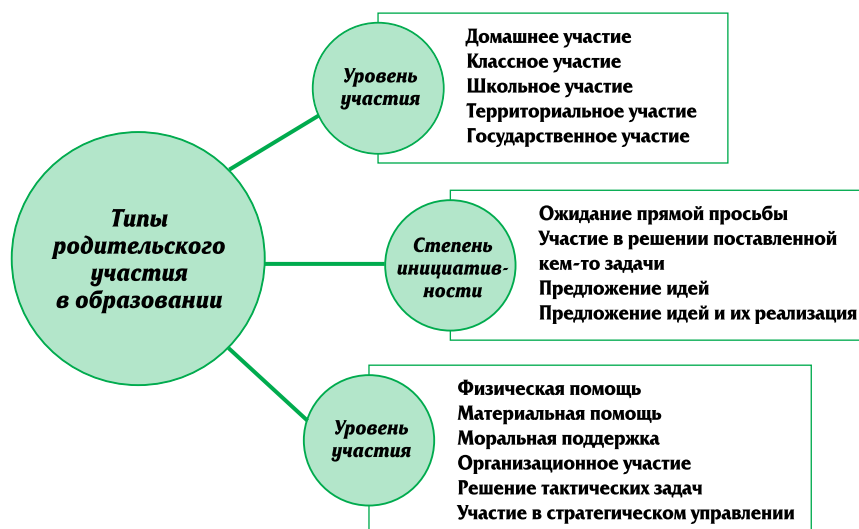 Типы
родительского
участия
в образовании
Уровень
участия
Домашнее участие
Классное участие
Школьное участие
Территориальное участие
Государственное участие
Степень
инициатив-
ности
Ожидание прямой просьбы
Участие в решении поставленной
кем-то задачи
Предложение идей
Предложение идей и их реализация
Уровень
участия
Физическая помощь
Материальная помощь
Моральная поддержка
Организационное участие
Решение тактических задач
Участие в стратегическом управлении